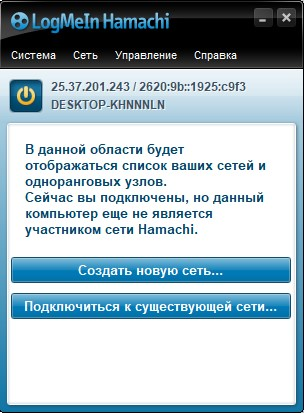 LogMeIn Hamachi
Система Сеть Управление Справка
25.37.201.243 / 2620:9b::1925:c9f3
DESKTOP-KHNNNLN
В данной области будет
отображаться список ваших сетей и
одноранговых узлов.
Сейчас вы подключены, но данный
компьютер еще не является
участником сети Hamachi.
Создать новую сеть...
Подключиться к существующей сети...